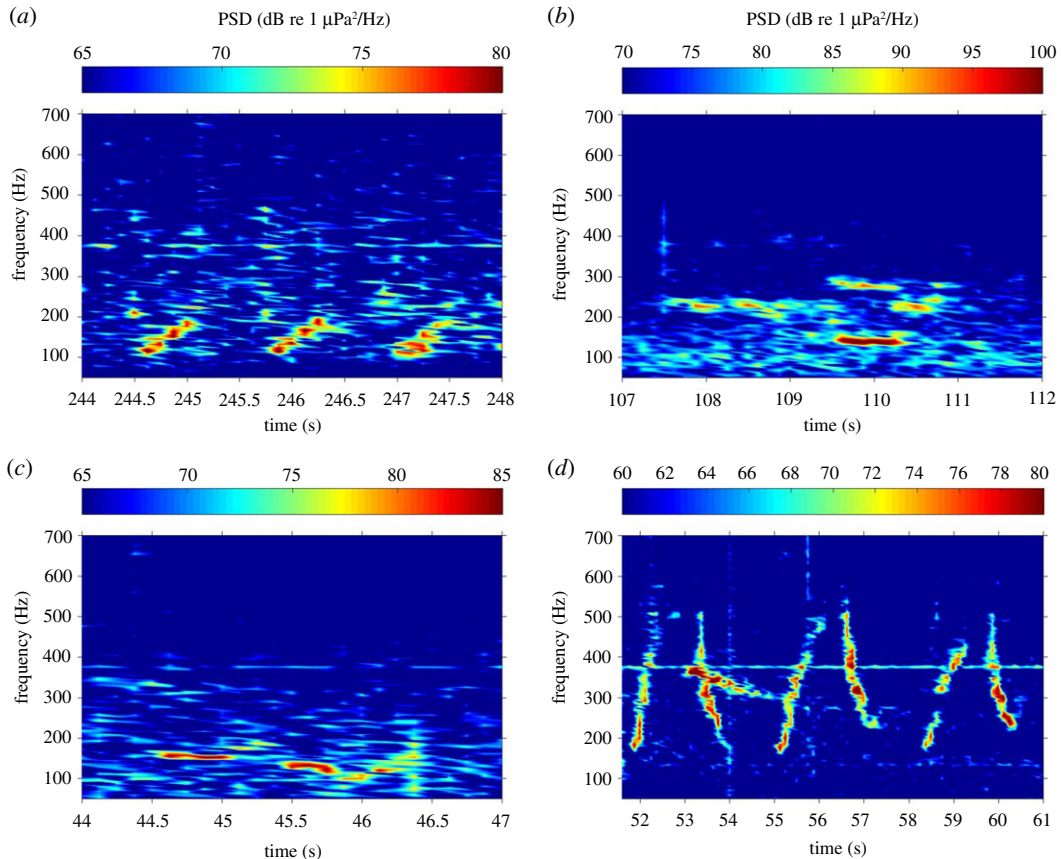 (a)
PSD (dB re 1 μPa²/Hz)
65 70 75 80
700
600
500
400
300
200
100
frequency (Hz)
244 244.5 245 245.5 246 246.5 247 247.5 248
time (s)
(b)
PSD (dB re 1 μPa²/Hz)
70 75 80 85 90 95 100
700
600
500
400
300
200
100
frequency (Hz)
107 108 109 110 111 112
time (s)
(c)
65 70 75 80 85
700
600
500
400
300
200
100
frequency (Hz)
44 44.5 45 45.5 46 46.5 47
time (s)
(d)
60 62 64 66 68 70 72 74 76 78 80
700
600
500
400
300
200
100
frequency (Hz)
52 53 54 55 56 57 58 59 60 61
time (s)